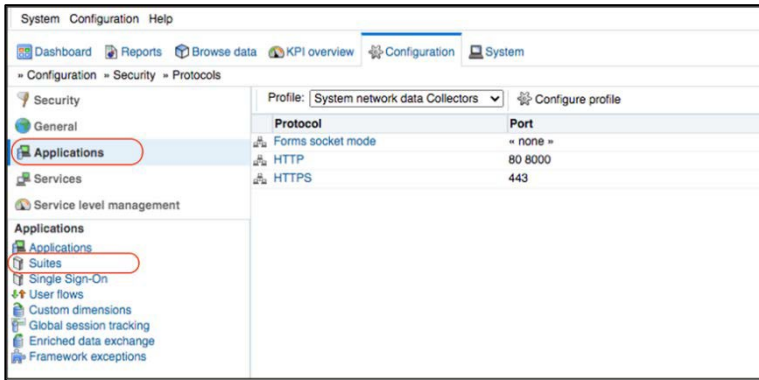 System Configuration Help
Dashboard Reports Browse data KPI overview Configuration System
» Configuration » Security » Protocols
Security
General
Applications
Services
Service level management
Applications
Applications
Suites
Single Sign-On
User flows
Custom dimensions
Global session tracking
Enriched data exchange
Framework exceptions
Profile: System network data Collectors Configure profile
Protocol Port
Forms socket mode « none »
HTTP 80 8000
HTTPS 443